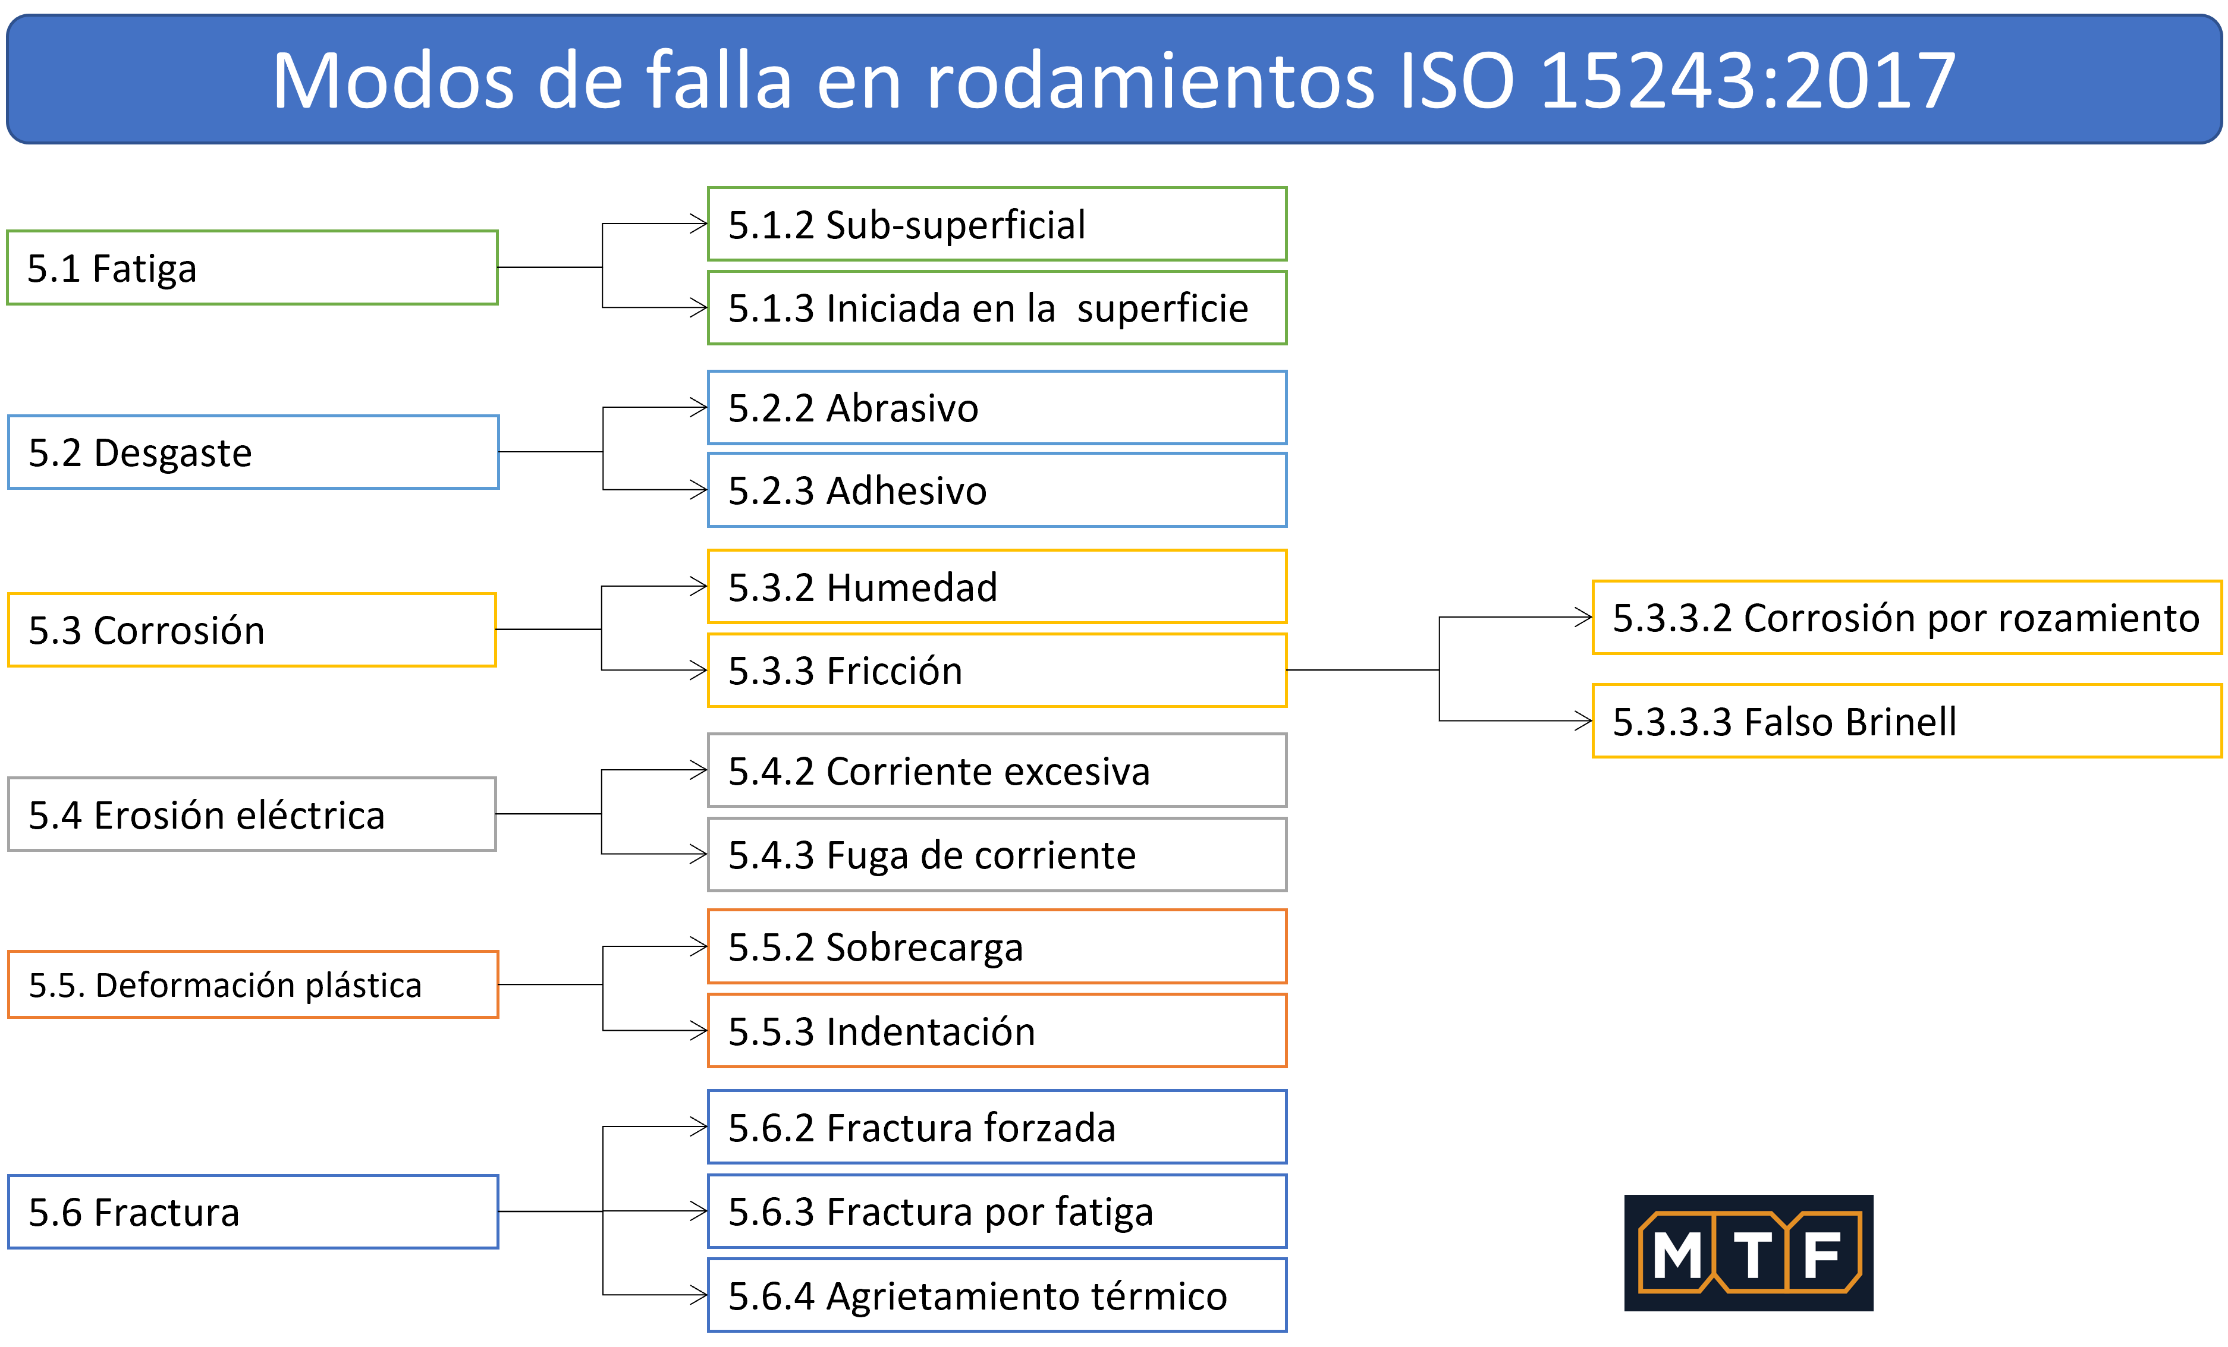 Modos de falla en rodamientos ISO 15243:2017
5.1 Fatiga
5.1.2 Sub-superficial
5.1.3 Iniciada en la  superficie
5.2 Desgaste
5.2.2 Abrasivo
5.2.3 Adhesivo
5.3 Corrosión
5.3.2 Humedad
5.3.3 Fricción
5.3.3.2 Corrosión por rozamiento
5.3.3.3 Falso Brinell
5.4 Erosión eléctrica
5.4.2 Corriente excesiva
5.4.3 Fuga de corriente
5.5. Deformación plástica
5.5.2 Sobrecarga
5.5.3 Indentación
5.6 Fractura
5.6.2 Fractura forzada
5.6.3 Fractura por fatiga
5.6.4 Agrietamiento térmico
MTF